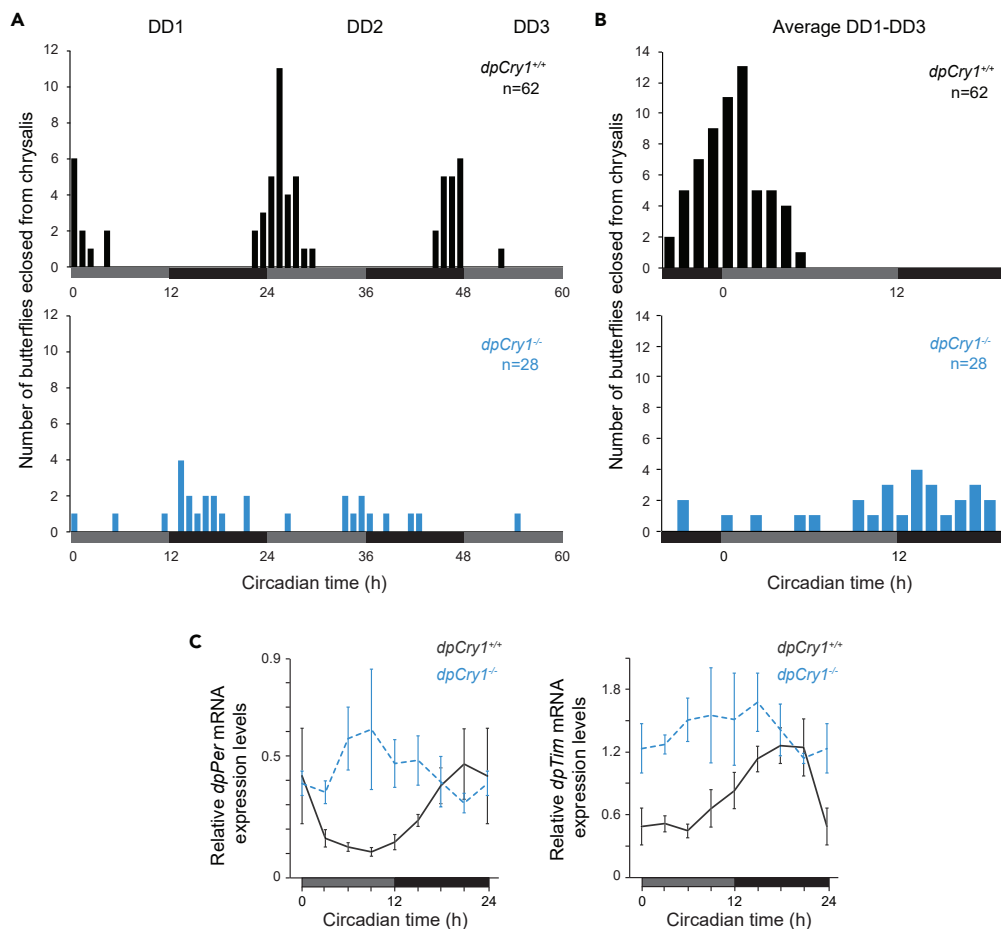 A
DD1 DD2 DD3
12
10
8
6
4
2
0
dpCry1+/+
n=62
0 12 24 36 48 60
12
10
8
6
4
2
0
dpCry1-/-
n=28
0 12 24 36 48 60
Number of butterflies eclosed from chrysalis
Circadian time (h)
B
Average DD1-DD3
14
12
10
8
6
4
2
0
dpCry1+/+
n=62
0 12
14
12
10
8
6
4
2
0
dpCry1-/-
n=28
0 12
Number of butterflies eclosed from chrysalis
Circadian time (h)
C
dpCry1+/+
dpCry1-/-
0.9
0.5
0
Relative dpPer mRNA
expression levels
0 12 24
Circadian time (h)
dpCry1+/+
dpCry1-/-
1.8
1.2
0.6
0
Relative dpTim mRNA
expression levels
0 12 24
Circadian time (h)